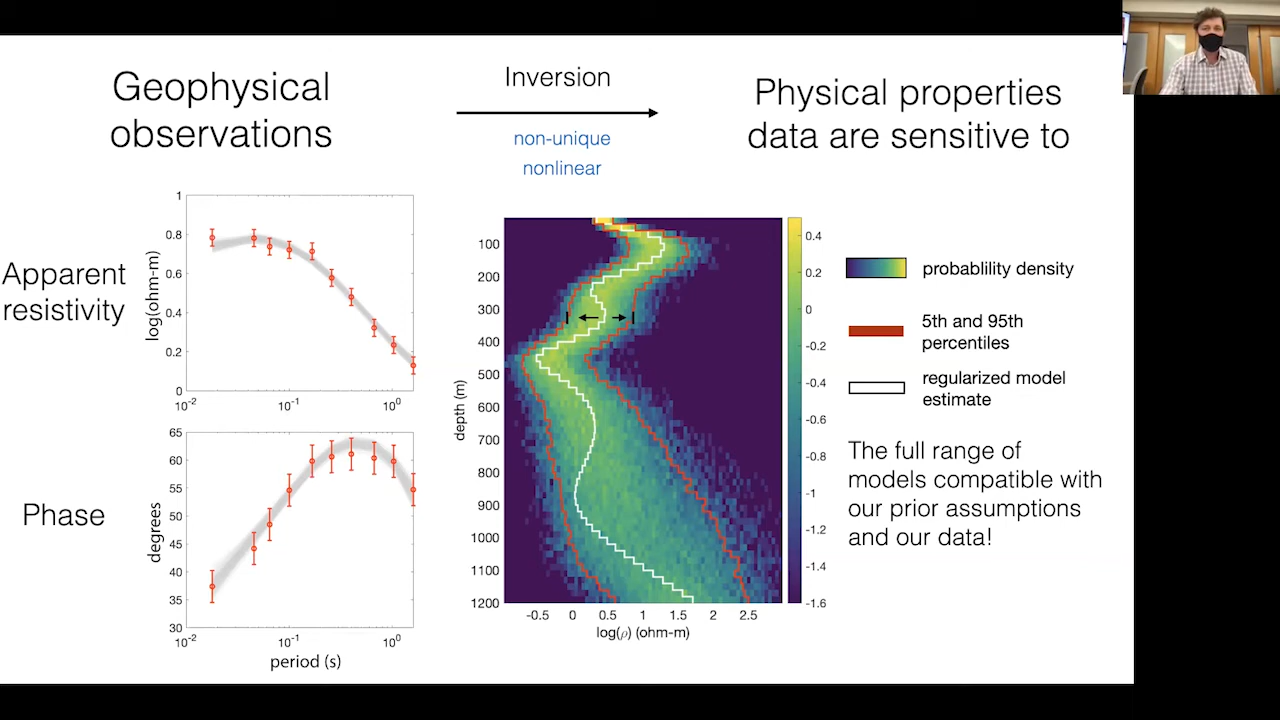 Geophysical
observations
Inversion
non-unique
nonlinear
Physical properties
data are sensitive to
Apparent
resistivity
log(ohm-m)
1
0.8
0.6
0.4
0.2
0
10-2
10-1
100
Phase
degrees
65
60
55
50
45
40
35
30
10-2
10-1
100
period (s)
depth (m)
100
200
300
400
500
600
700
800
900
1000
1100
1200
-0.5
0
0.5
1
1.5
2
2.5
log(ρ) (ohm-m)
0.4
0.2
0
-0.2
-0.4
-0.6
-0.8
-1
-1.2
-1.4
-1.6
probablility density
5th and 95th
percentiles
regularized model
estimate
The full range of
models compatible with
our prior assumptions
and our data!